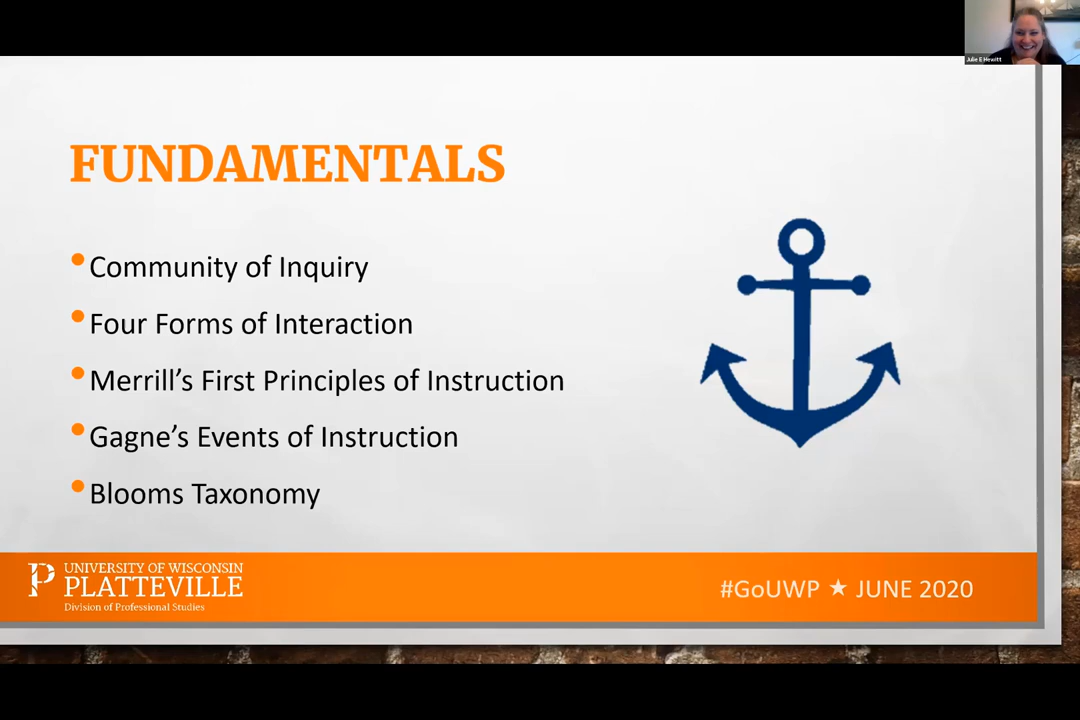 Julie E Hewitt
FUNDAMENTALS
•Community of Inquiry
•Four Forms of Interaction
•Merrill’s First Principles of Instruction
•Gagne’s Events of Instruction
•Blooms Taxonomy
P UNIVERSITY OF WISCONSIN
PLATTEVILLE
Division of Professional Studies
#GoUWP ★ JUNE 2020